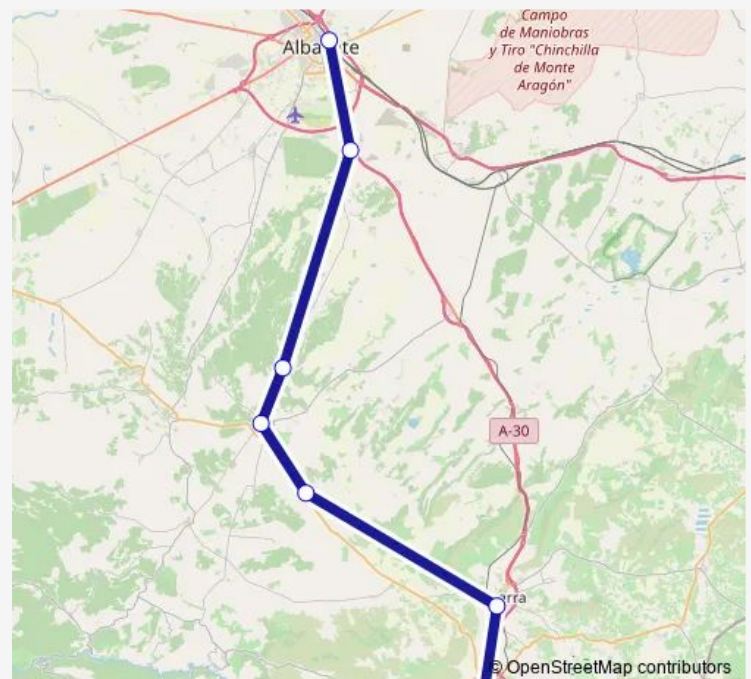 Campo
de Maniobras
y Tiro "Chinchilla
de Monte
Aragón"
A-30
© OpenStreetMap contributors